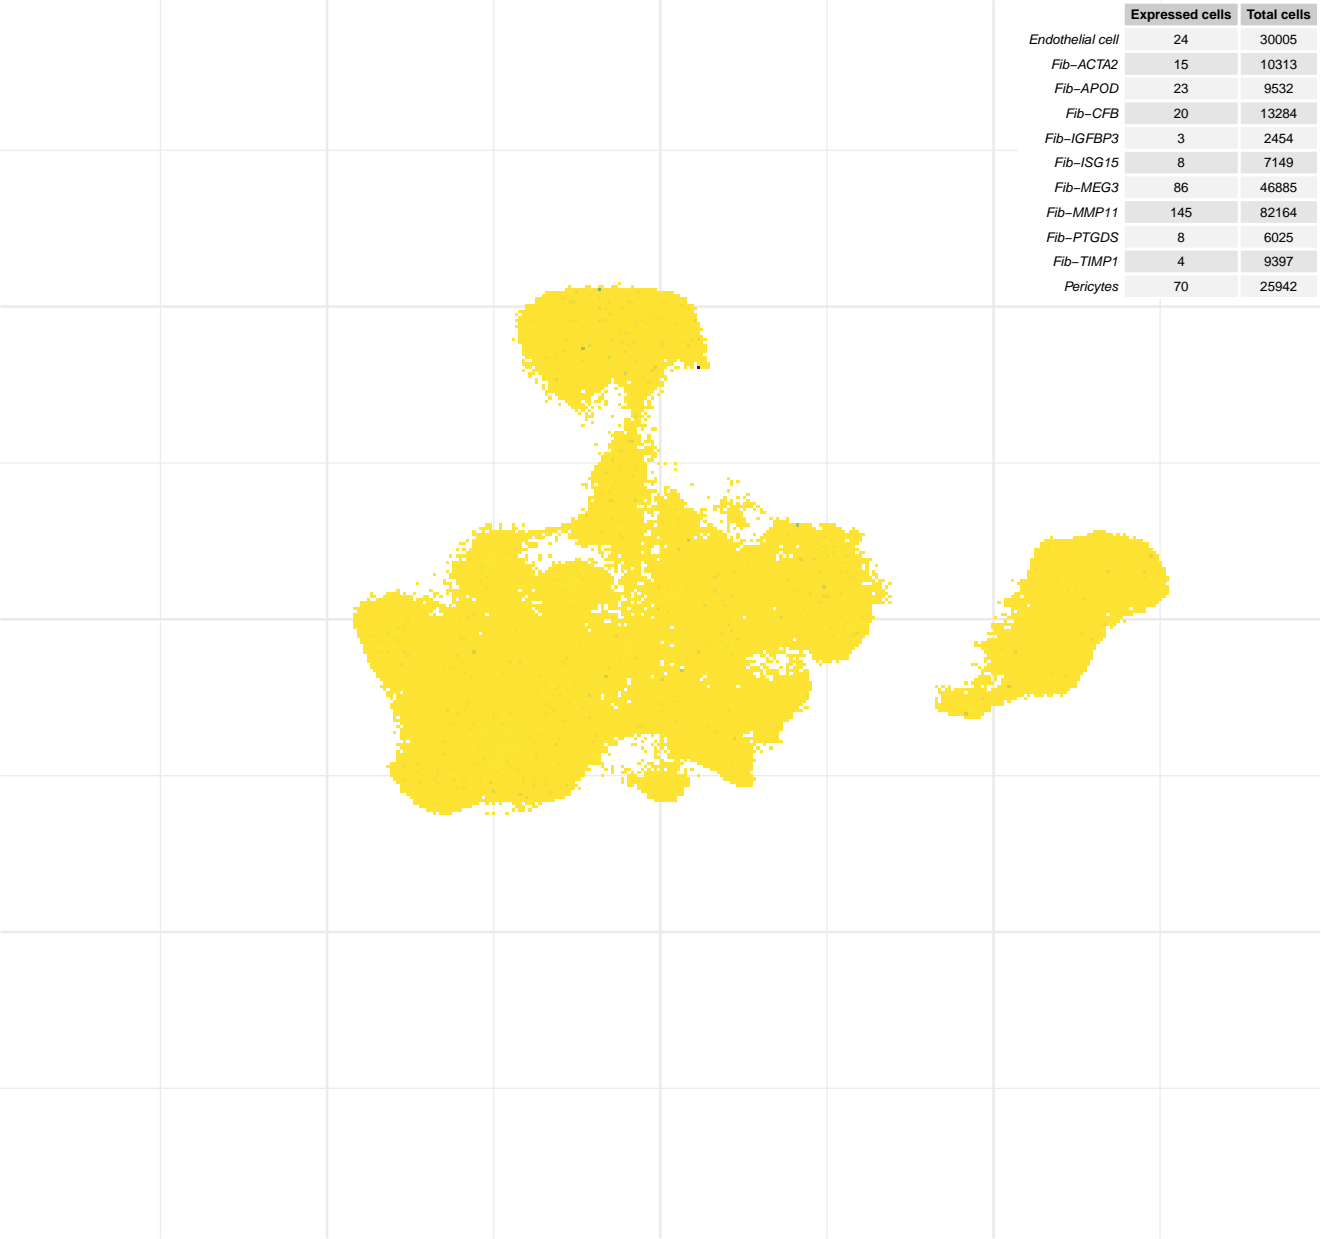 Expressed cells Total cells
Endothelial cell 24 30005
Fib−ACTA2 15 10313
Fib−APOD 23 9532
Fib−CFB 20 13284
Fib−IGFBP3 3 2454
Fib−ISG15 8 7149
Fib−MEG3 86 46885
Fib−MMP11 145 82164
Fib−PTGDS 8 6025
Fib−TIMP1 4 9397
Pericytes 70 25942